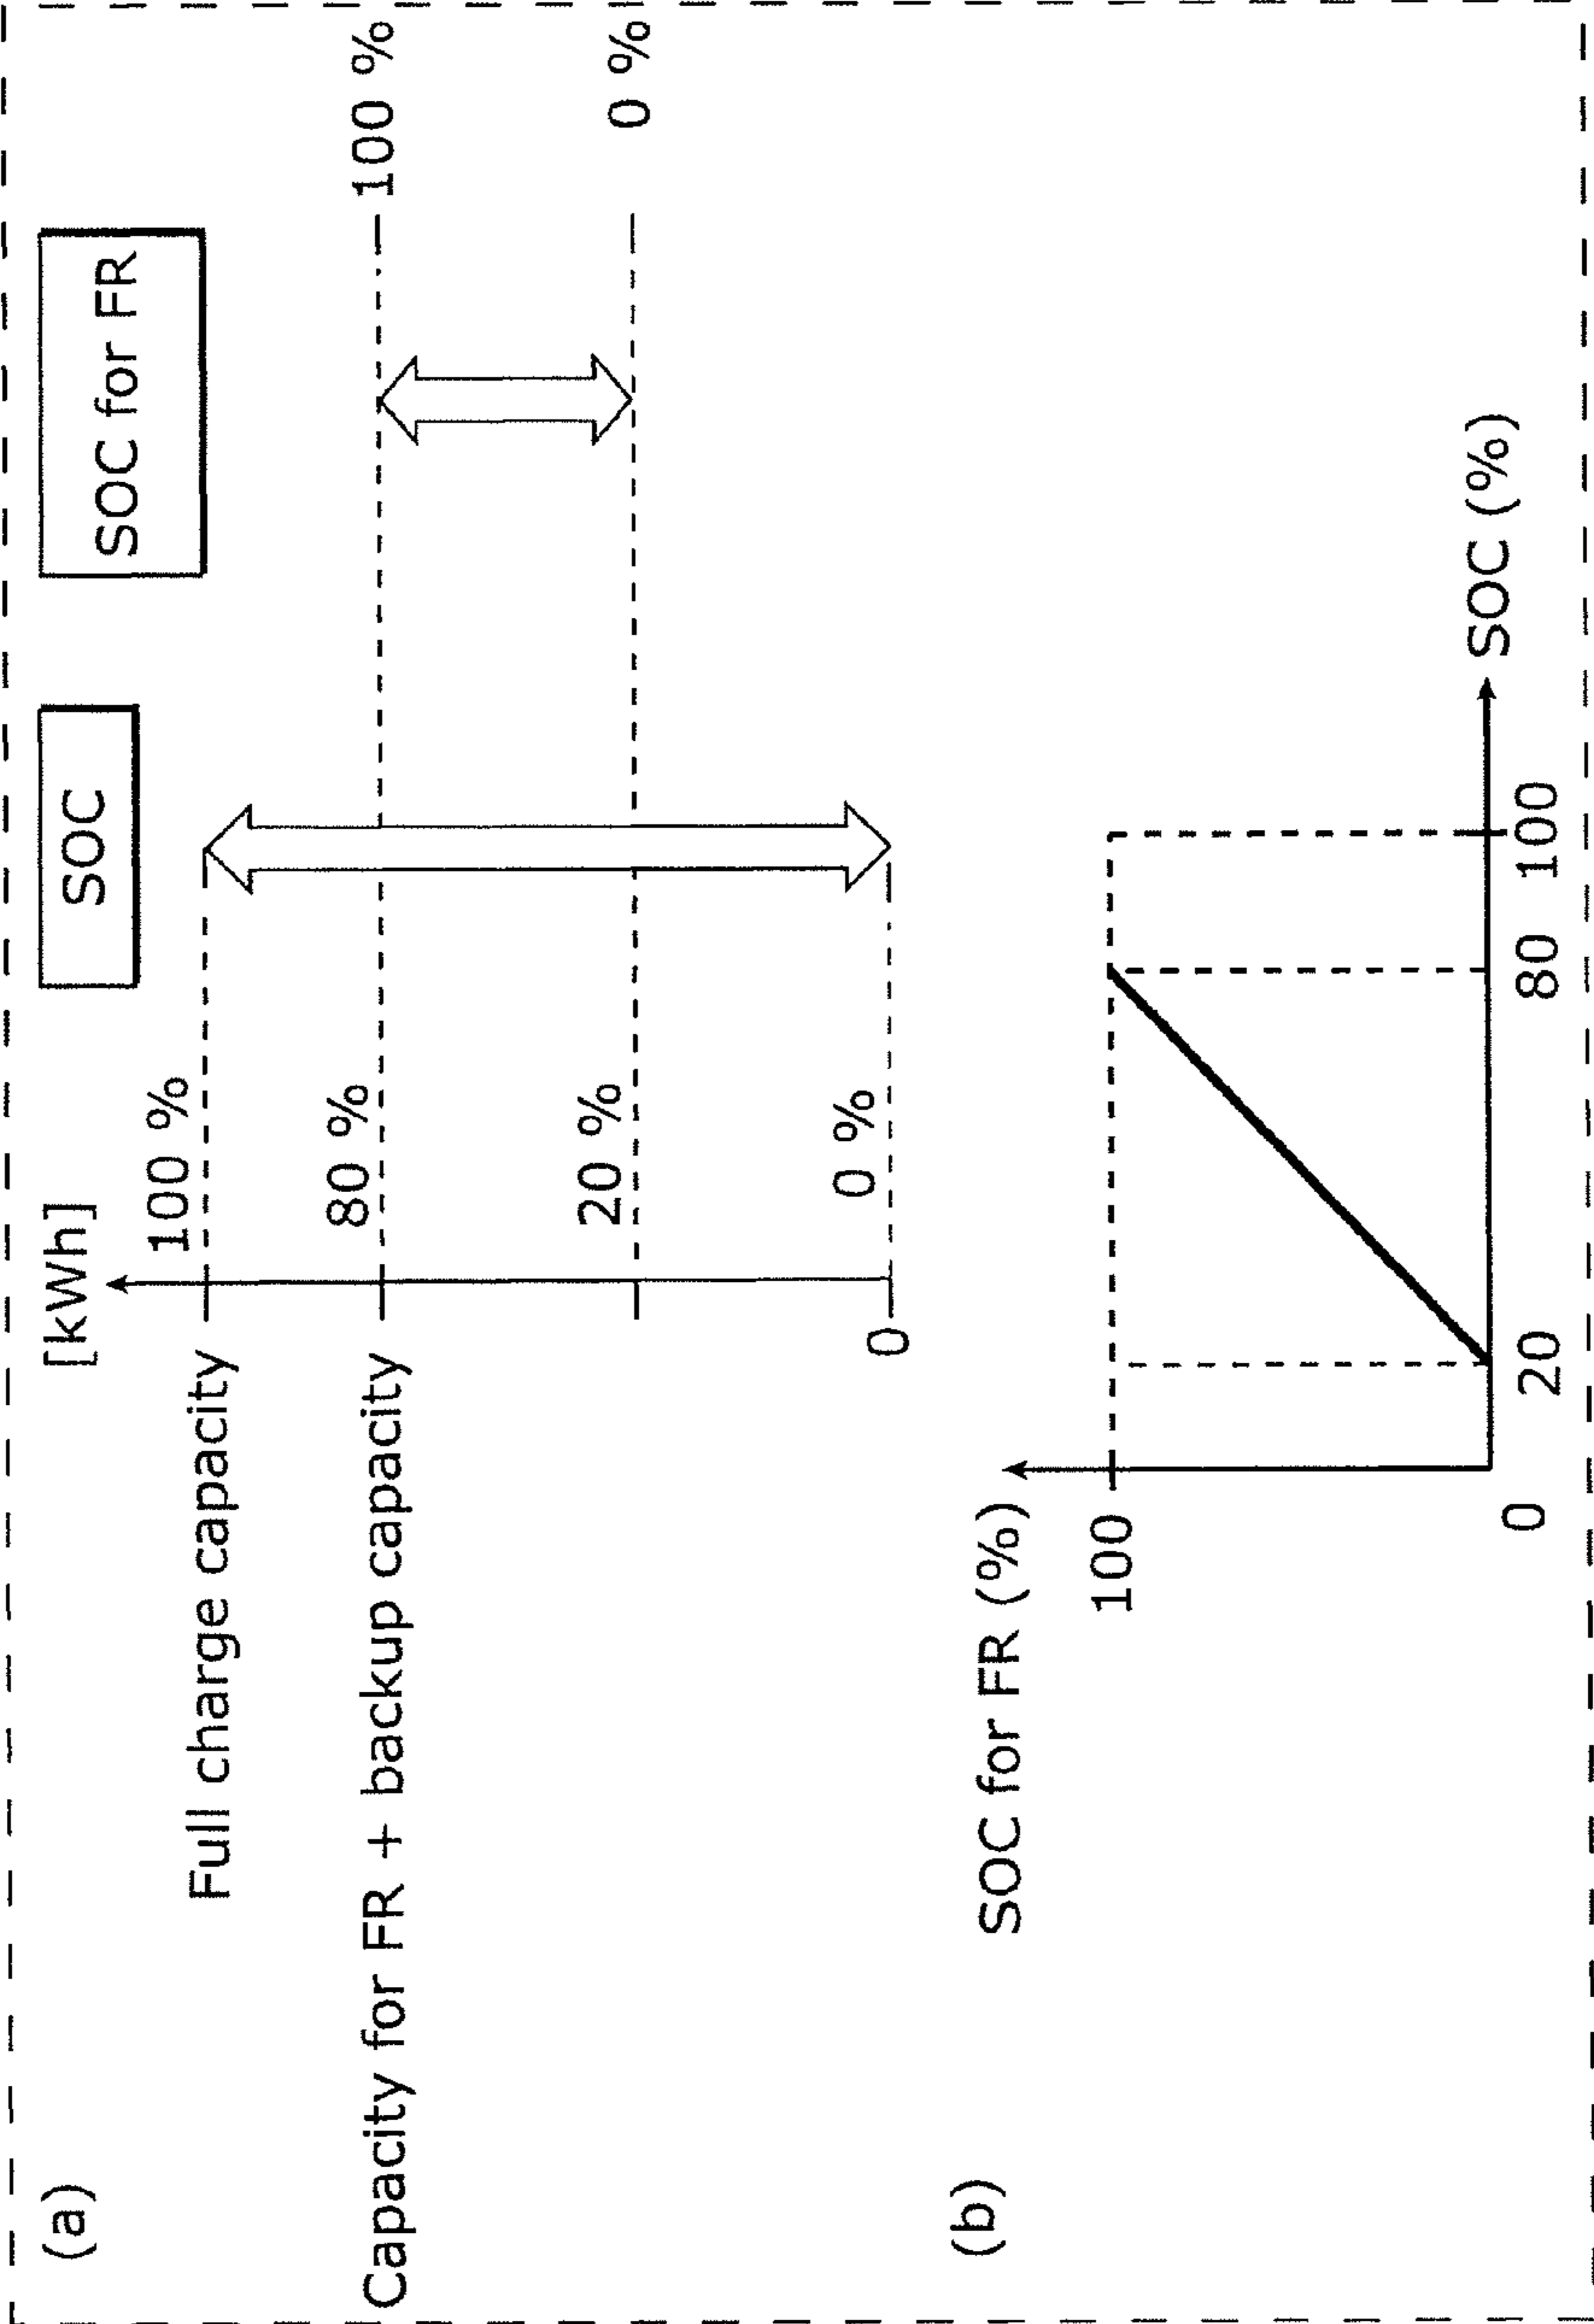 (a)
[kWh]
SOC
SOC for FR
Full charge capacity
100 %
Capacity for FR + backup capacity
80 %
100 %
20 %
0 %
0 %
0
(b)
SOC for FR (%)
100
0
20
80
100
SOC (%)